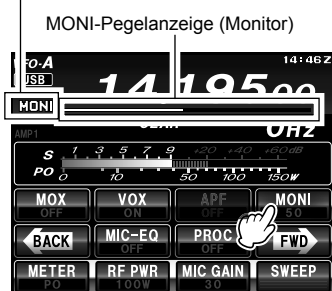 MONI-Pegelanzeige (Monitor)
VFO-A 14:46Z
USB 14,195,00
MONI
AMP1 0Hz
S 1 3 5 7 9 +20 +40 +60dB
PO 0 10 50 100 150W
MOX VOX APF MONI
OFF ON OFF 50
BACK MIC-EQ PROC FWD
OFF OFF
METER RF PWR MIC GAIN SWEEP
PO 100W 30